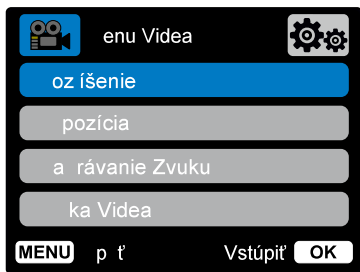 enu Videa
oz íšenie
pozícia
a rávanie Zvuku
ka Videa
MENU p ť Vstúpiť OK